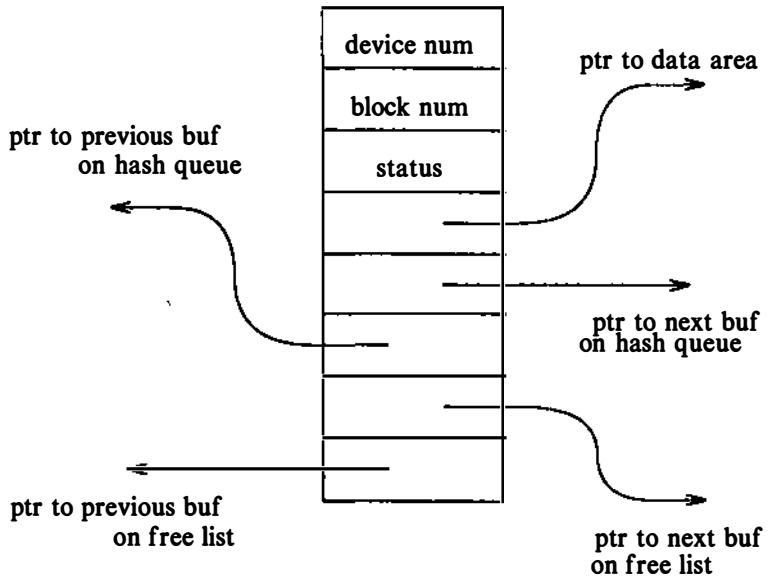 device num
ptr to data area
block num
ptr to previous buf
on hash queue
status
ptr to next buf
on hash queue
ptr to previous buf
on free list
ptr to next buf
on free list